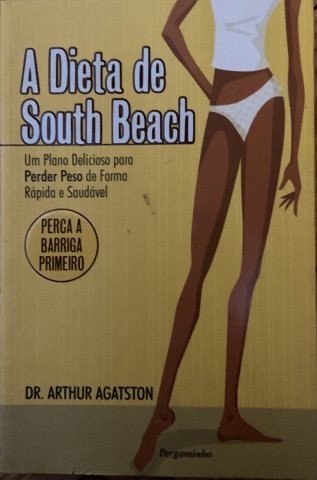 A Dieta de
South Beach
Um Plano Delicioso para
Perder Peso de Forma
Rápida e Saudável
PERCA A
BARRIGA
PRIMEIRO
DR. ARTHUR AGATSTON
Pergaminho